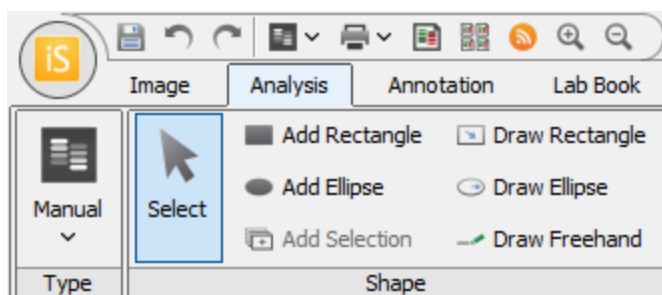 iS
Image Analysis Annotation Lab Book
Add Rectangle Draw Rectangle
Add Ellipse Draw Ellipse
Manual Select
Add Selection Draw Freehand
Type Shape